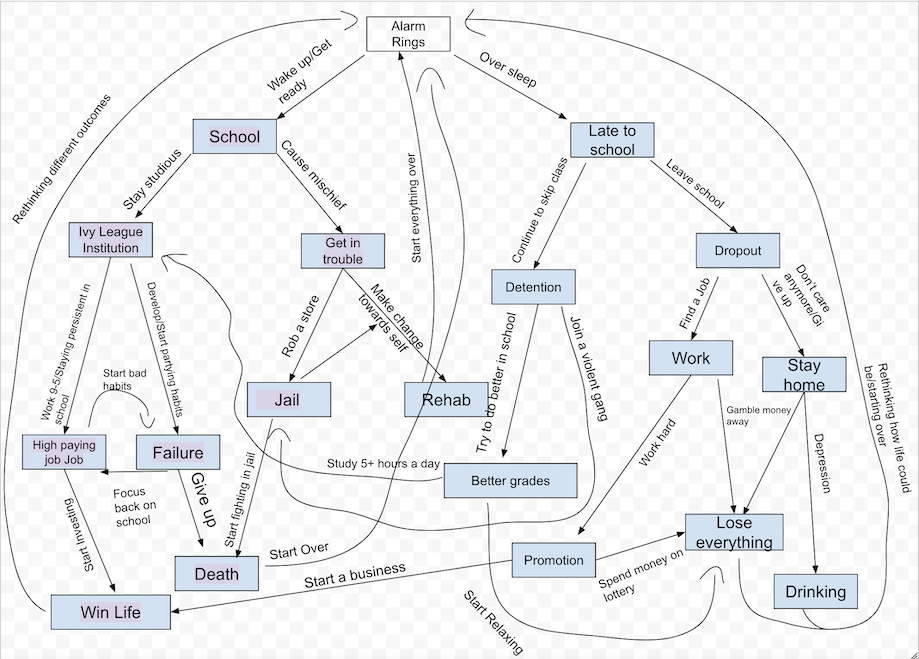 Alarm
Rings
Wake up/Get
ready
Over sleep
Rethinking different outcomes
School
Late to
school
Stay studious
Cause mischief
Start everything over
Continue to skip class
Leave school
Ivy League
Institution
Get in
trouble
Dropout
Detention
Work 9-5/Staying persistent in
school
Develop/Start partying habits
Rob a store
Make change
towards self
Find a Job
Don't care
anymore/Gi
ve up
Start bad
habits
Try to do better in school
Join a violent gang
Work
Stay
home
Rethinking how life could
be/starting over
Jail
Rehab
Gamble money
away
Work hard
Depression
High paying
job Job
Failure
Study 5+ hours a day
Better grades
Give up
Start fighting in jail
Focus
back on
school
Start Investing
Lose
everything
Start Over
Promotion
Death
Start a business
Spend money on
lottery
Drinking
Win Life
Start Relaxing